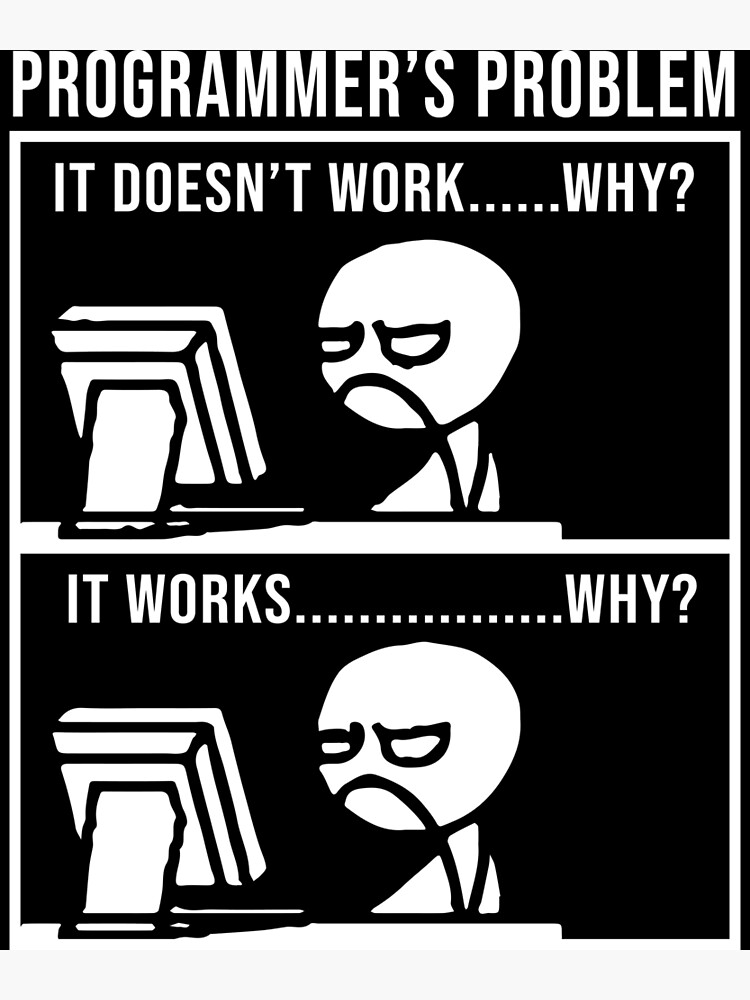 PROGRAMMER’S PROBLEM
IT DOESN’T WORK......WHY?
IT WORKS.................WHY?